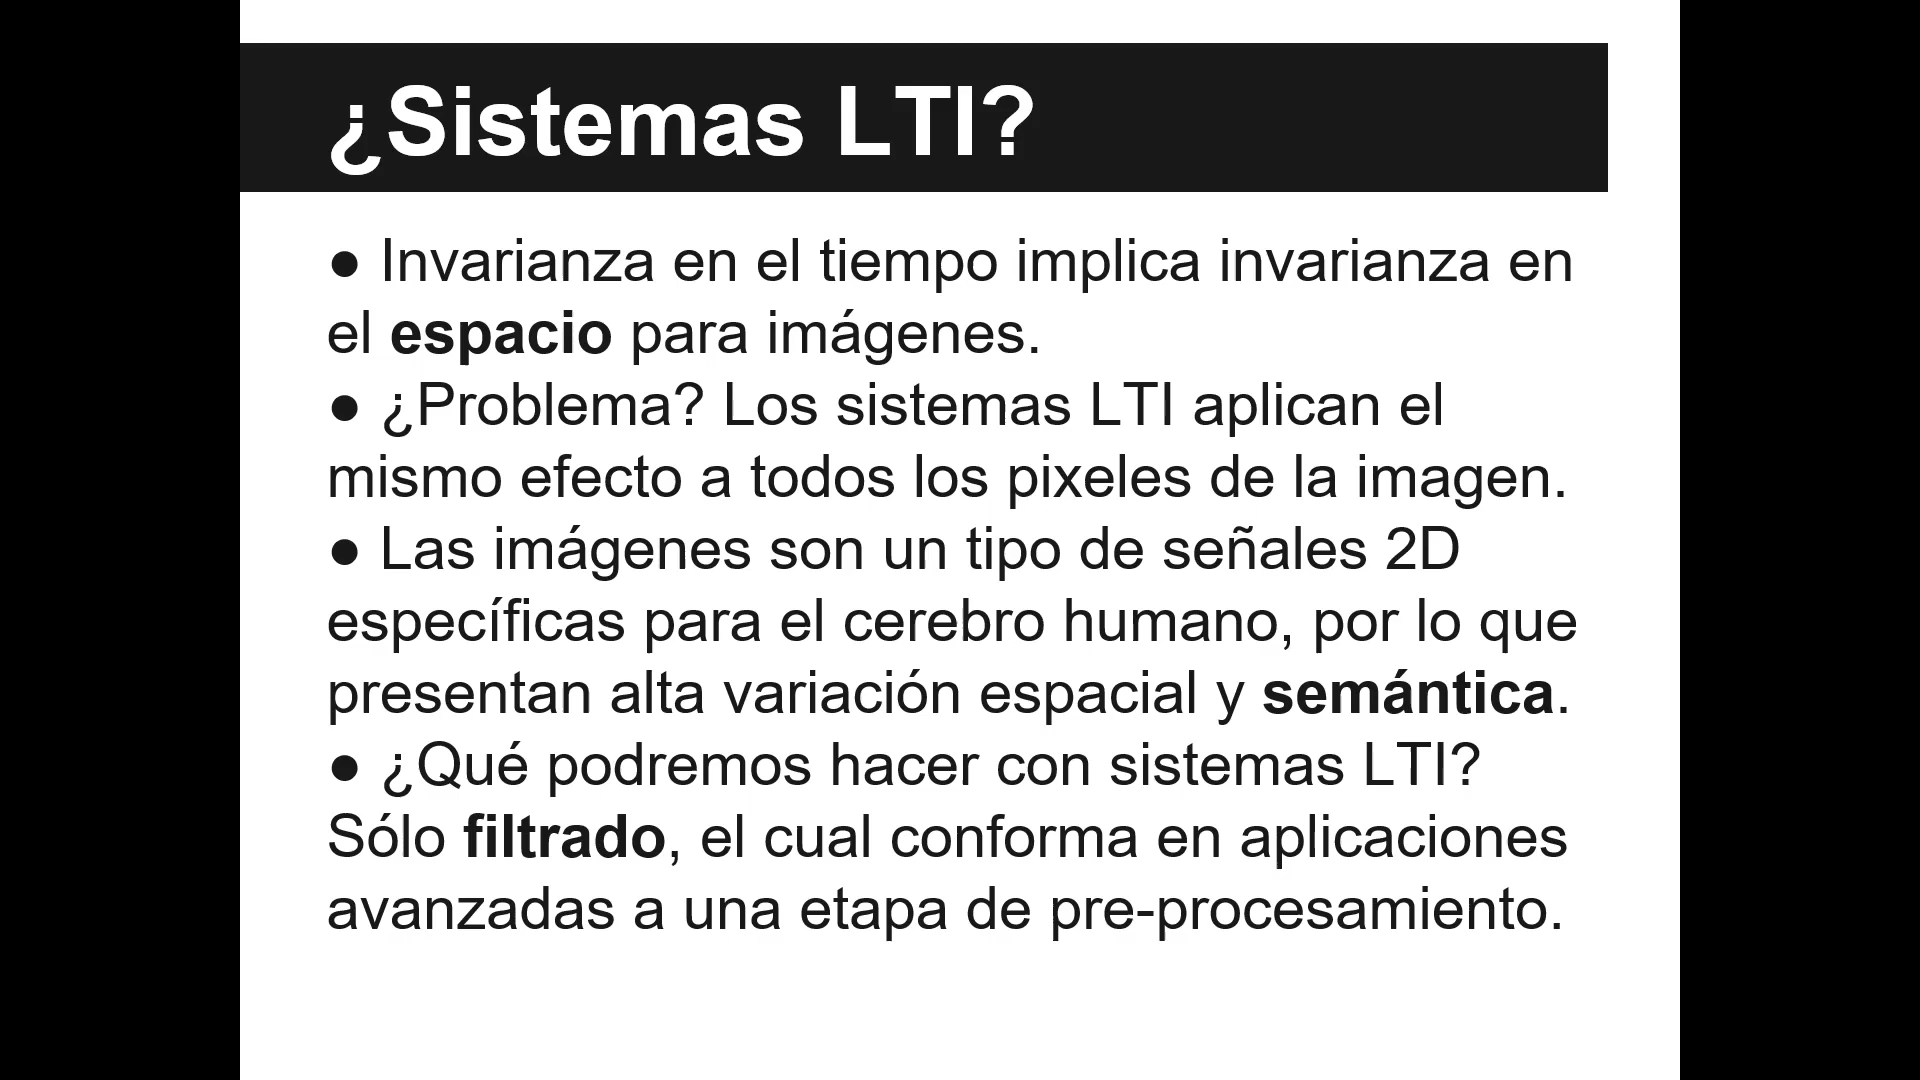 ¿Sistemas LTI?
● Invarianza en el tiempo implica invarianza en
el espacio para imágenes.
● ¿Problema? Los sistemas LTI aplican el
mismo efecto a todos los pixeles de la imagen.
● Las imágenes son un tipo de señales 2D
específicas para el cerebro humano, por lo que
presentan alta variación espacial y semántica.
● ¿Qué podremos hacer con sistemas LTI?
Sólo filtrado, el cual conforma en aplicaciones
avanzadas a una etapa de pre-procesamiento.